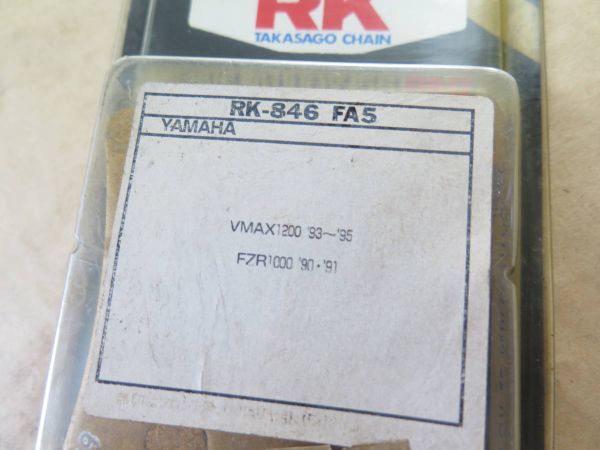 RK
TAKASAGO CHAIN
RK-846 FA5
YAMAHA
VMAX1200 '93～'95
FZR1000 '90・'91